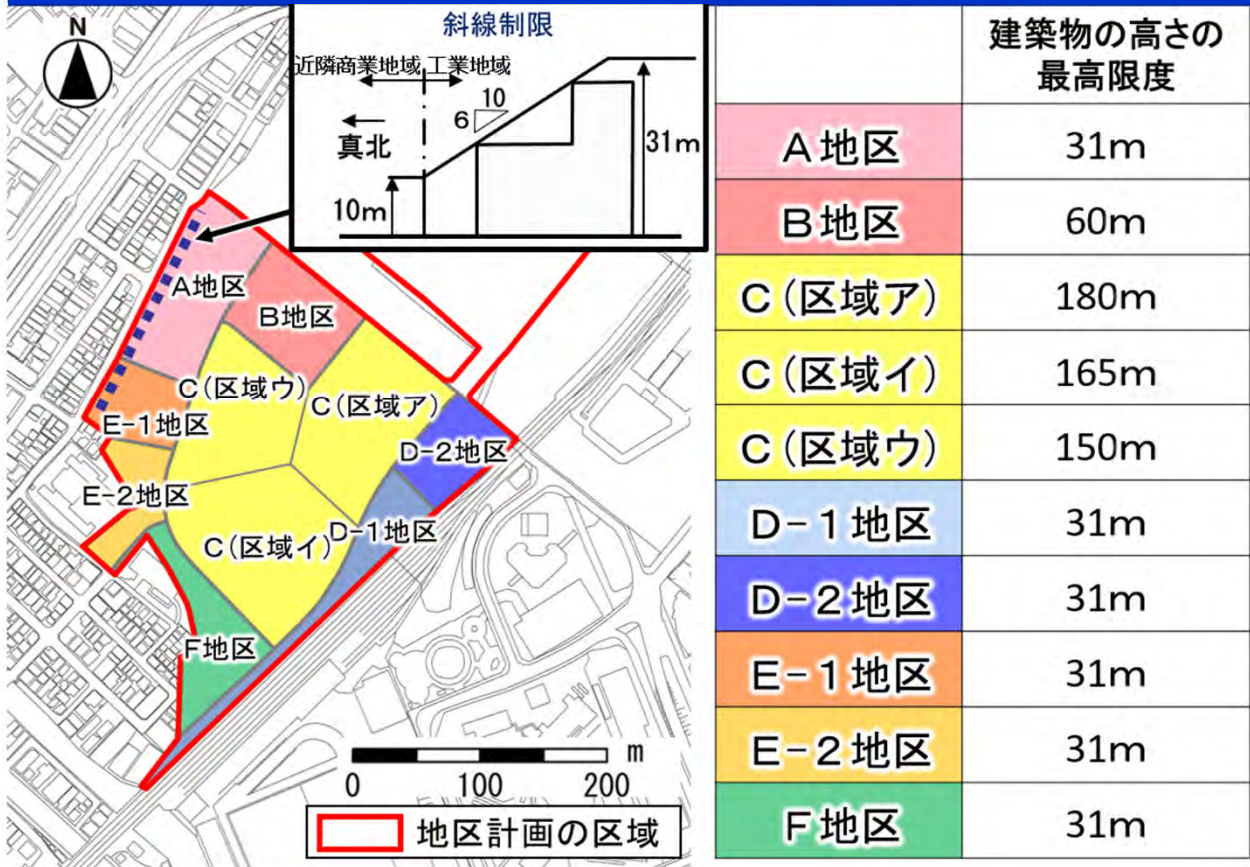 N
斜線制限
近隣商業地域 工業地域
10
6
真北
31m
10m
A地区
B地区
C(区域ウ)
C(区域ア)
E-1地区
D-2地区
E-2地区
C(区域イ)
D-1地区
F地区
m
0 100 200
地区計画の区域
建築物の高さの
最高限度
A地区 31m
B地区 60m
C(区域ア) 180m
C(区域イ) 165m
C(区域ウ) 150m
D-1地区 31m
D-2地区 31m
E-1地区 31m
E-2地区 31m
F地区 31m